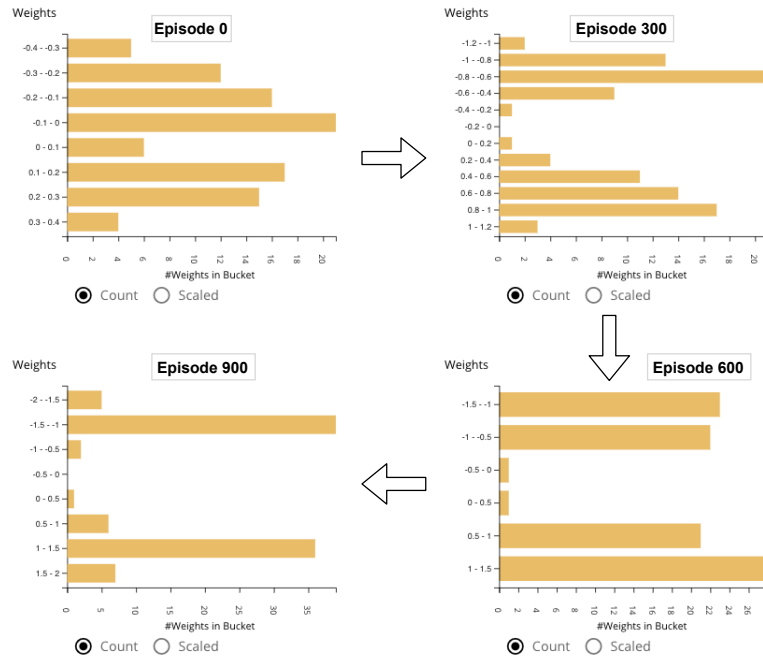 Weights
Episode 0
-0.4 - -0.3
-0.3 - -0.2
-0.2 - -0.1
-0.1 - 0
0 - 0.1
0.1 - 0.2
0.2 - 0.3
0.3 - 0.4
0 2 4 6 8 10 12 14 16 18 20
#Weights in Bucket
Count Scaled
Weights
Episode 300
-1.2 - -1
-1 - -0.8
-0.8 - -0.6
-0.6 - -0.4
-0.4 - -0.2
-0.2 - 0
0 - 0.2
0.2 - 0.4
0.4 - 0.6
0.6 - 0.8
0.8 - 1
1 - 1.2
0 2 4 6 8 10 12 14 16 18 20
#Weights in Bucket
Count Scaled
Weights
Episode 900
-2 - -1.5
-1.5 - -1
-1 - -0.5
-0.5 - 0
0 - 0.5
0.5 - 1
1 - 1.5
1.5 - 2
0 5 10 15 20 25 30 35
#Weights in Bucket
Count Scaled
Weights
Episode 600
-1.5 - -1
-1 - -0.5
-0.5 - 0
0 - 0.5
0.5 - 1
1 - 1.5
0 2 4 6 8 10 12 14 16 18 20 22 24 26
#Weights in Bucket
Count Scaled